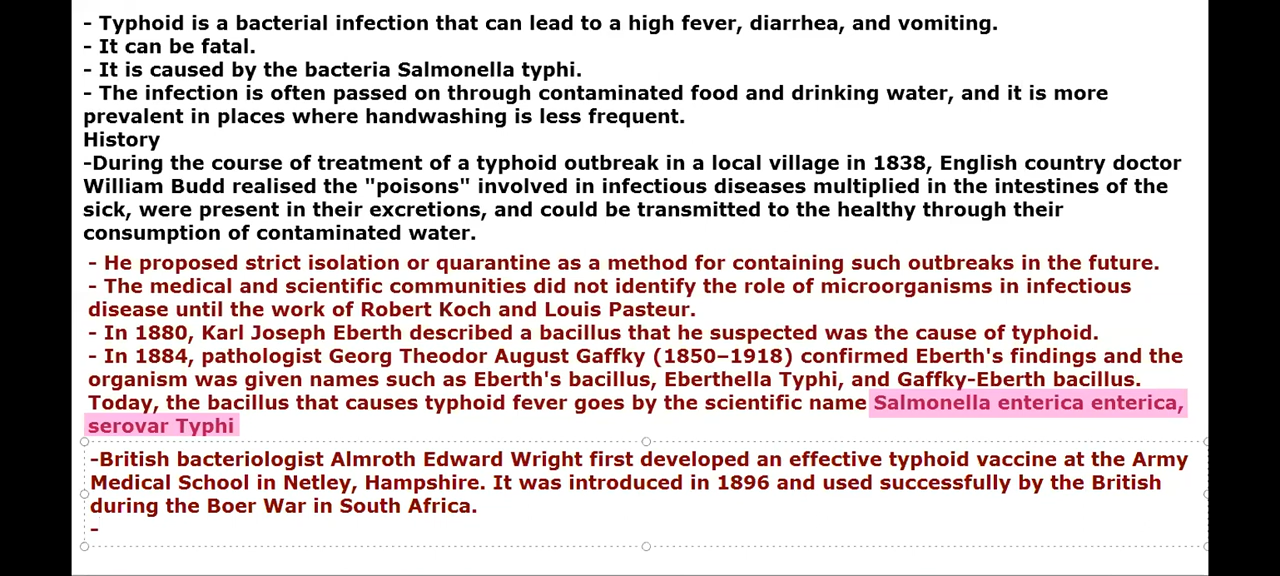 - Typhoid is a bacterial infection that can lead to a high fever, diarrhea, and vomiting.
- It can be fatal.
- It is caused by the bacteria Salmonella typhi.
- The infection is often passed on through contaminated food and drinking water, and it is more
prevalent in places where handwashing is less frequent.
History
-During the course of treatment of a typhoid outbreak in a local village in 1838, English country doctor
William Budd realised the "poisons" involved in infectious diseases multiplied in the intestines of the
sick, were present in their excretions, and could be transmitted to the healthy through their
consumption of contaminated water.
- He proposed strict isolation or quarantine as a method for containing such outbreaks in the future.
- The medical and scientific communities did not identify the role of microorganisms in infectious
disease until the work of Robert Koch and Louis Pasteur.
- In 1880, Karl Joseph Eberth described a bacillus that he suspected was the cause of typhoid.
- In 1884, pathologist Georg Theodor August Gaffky (1850–1918) confirmed Eberth's findings and the
organism was given names such as Eberth's bacillus, Eberthella Typhi, and Gaffky-Eberth bacillus.
Today, the bacillus that causes typhoid fever goes by the scientific name Salmonella enterica enterica,
serovar Typhi
-British bacteriologist Almroth Edward Wright first developed an effective typhoid vaccine at the Army
Medical School in Netley, Hampshire. It was introduced in 1896 and used successfully by the British
during the Boer War in South Africa.
-